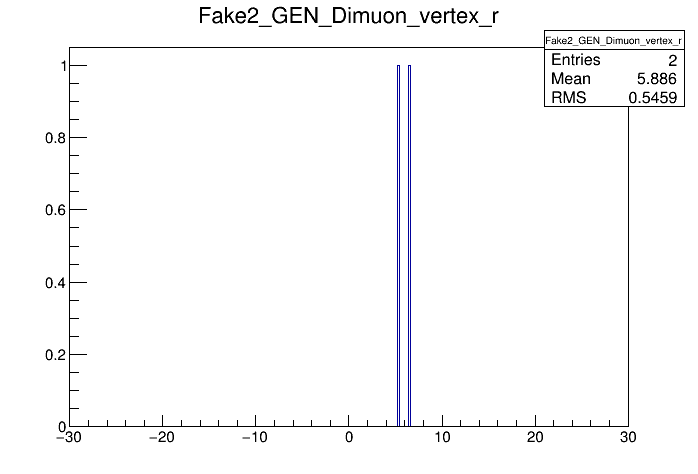 Fake2_GEN_Dimuon_vertex_r
Fake2_GEN_Dimuon_vertex_r
Entries 2
Mean 5.886
RMS 0.5459
1
0.8
0.6
0.4
0.2
0
−30 −20 −10 0 10 20 30